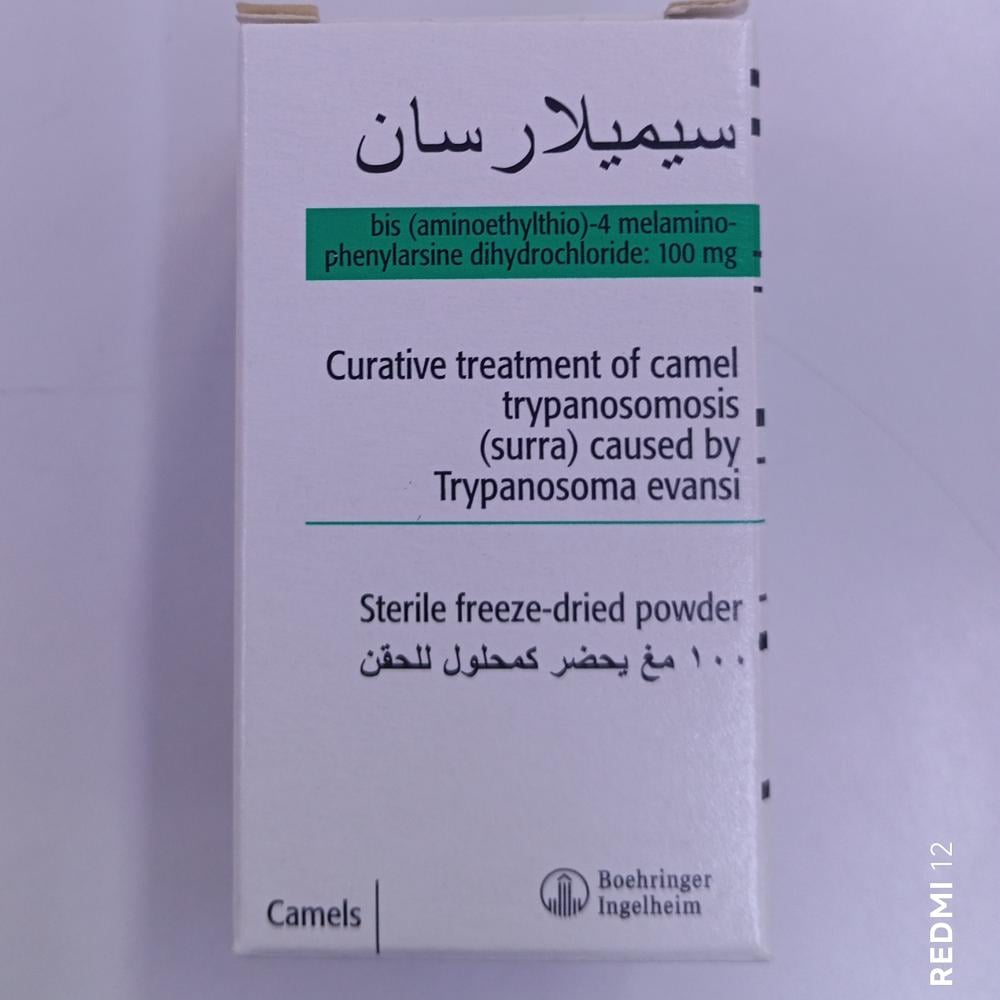 سيميلارسان
bis (aminoethylthio)-4 melamino-
phenylarsine dihydrochloride: 100 mg
Curative treatment of camel
trypanosomosis
(surra) caused by
Trypanosoma evansi
Sterile freeze-dried powder
١٠٠ مغ يحضر كمحلول للحقن
Camels
Boehringer
Ingelheim
REDMI 12